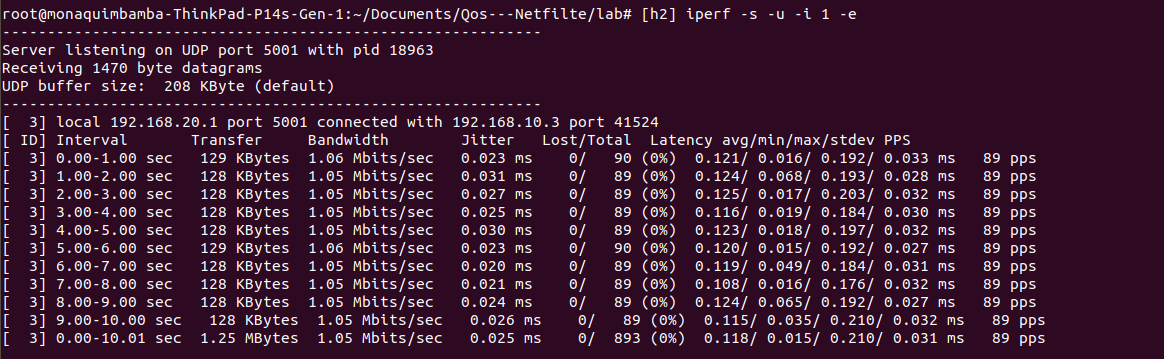 root@monaquimbamba-ThinkPad-P14s-Gen-1:~/Documents/Qos---Netfilte/lab# [h2] iperf -s -u -i 1 -e
------------------------------------------------------------
Server listening on UDP port 5001 with pid 18963
Receiving 1470 byte datagrams
UDP buffer size:  208 KByte (default)
------------------------------------------------------------
[  3] local 192.168.20.1 port 5001 connected with 192.168.10.3 port 41524
[ ID] Interval       Transfer     Bandwidth        Jitter   Lost/Total  Latency avg/min/max/stdev PPS
[  3] 0.00-1.00 sec   129 KBytes  1.06 Mbits/sec   0.023 ms    0/   90 (0%)  0.121/ 0.016/ 0.192/ 0.033 ms   89 pps
[  3] 1.00-2.00 sec   128 KBytes  1.05 Mbits/sec   0.031 ms    0/   89 (0%)  0.124/ 0.068/ 0.193/ 0.028 ms   89 pps
[  3] 2.00-3.00 sec   128 KBytes  1.05 Mbits/sec   0.027 ms    0/   89 (0%)  0.125/ 0.017/ 0.203/ 0.032 ms   89 pps
[  3] 3.00-4.00 sec   128 KBytes  1.05 Mbits/sec   0.025 ms    0/   89 (0%)  0.116/ 0.019/ 0.184/ 0.030 ms   89 pps
[  3] 4.00-5.00 sec   128 KBytes  1.05 Mbits/sec   0.030 ms    0/   89 (0%)  0.123/ 0.018/ 0.197/ 0.032 ms   89 pps
[  3] 5.00-6.00 sec   129 KBytes  1.06 Mbits/sec   0.023 ms    0/   90 (0%)  0.120/ 0.015/ 0.192/ 0.027 ms   89 pps
[  3] 6.00-7.00 sec   128 KBytes  1.05 Mbits/sec   0.020 ms    0/   89 (0%)  0.119/ 0.049/ 0.184/ 0.031 ms   89 pps
[  3] 7.00-8.00 sec   128 KBytes  1.05 Mbits/sec   0.021 ms    0/   89 (0%)  0.108/ 0.016/ 0.176/ 0.032 ms   89 pps
[  3] 8.00-9.00 sec   128 KBytes  1.05 Mbits/sec   0.024 ms    0/   89 (0%)  0.124/ 0.065/ 0.192/ 0.027 ms   89 pps
[  3] 9.00-10.00 sec   128 KBytes  1.05 Mbits/sec   0.026 ms    0/   89 (0%)  0.115/ 0.035/ 0.210/ 0.032 ms   89 pps
[  3] 0.00-10.01 sec  1.25 MBytes  1.05 Mbits/sec   0.025 ms    0/  893 (0%)  0.118/ 0.015/ 0.210/ 0.031 ms   89 pps